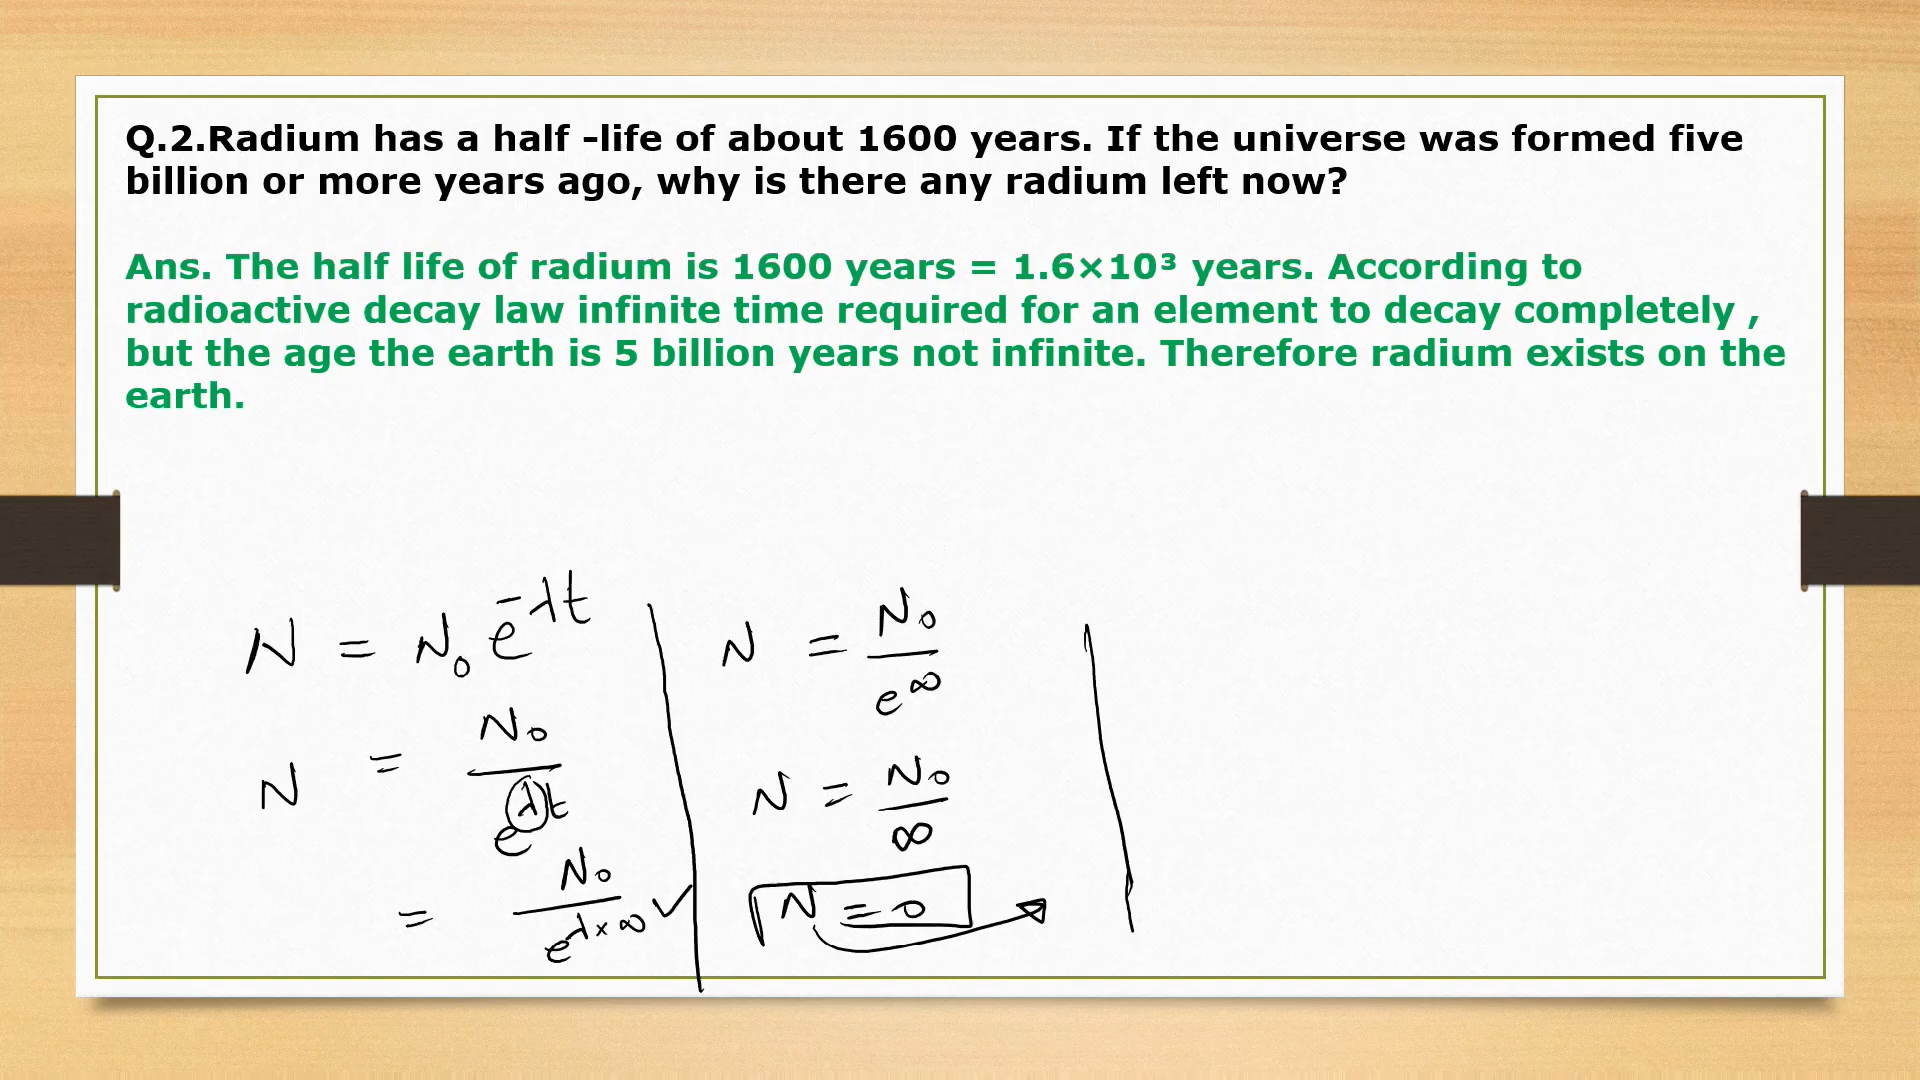 Q.2.Radium has a half -life of about 1600 years. If the universe was formed five
billion or more years ago, why is there any radium left now?
Ans. The half life of radium is 1600 years = 1.6×10³ years. According to
radioactive decay law infinite time required for an element to decay completely ,
but the age the earth is 5 billion years not infinite. Therefore radium exists on the
earth.
N = N₀ e^{-λt}
N = N₀ / e^{λt}
= N₀ / e^{λ×∞} ✓
N = N₀ / e^∞
N = N₀ / ∞
N = 0